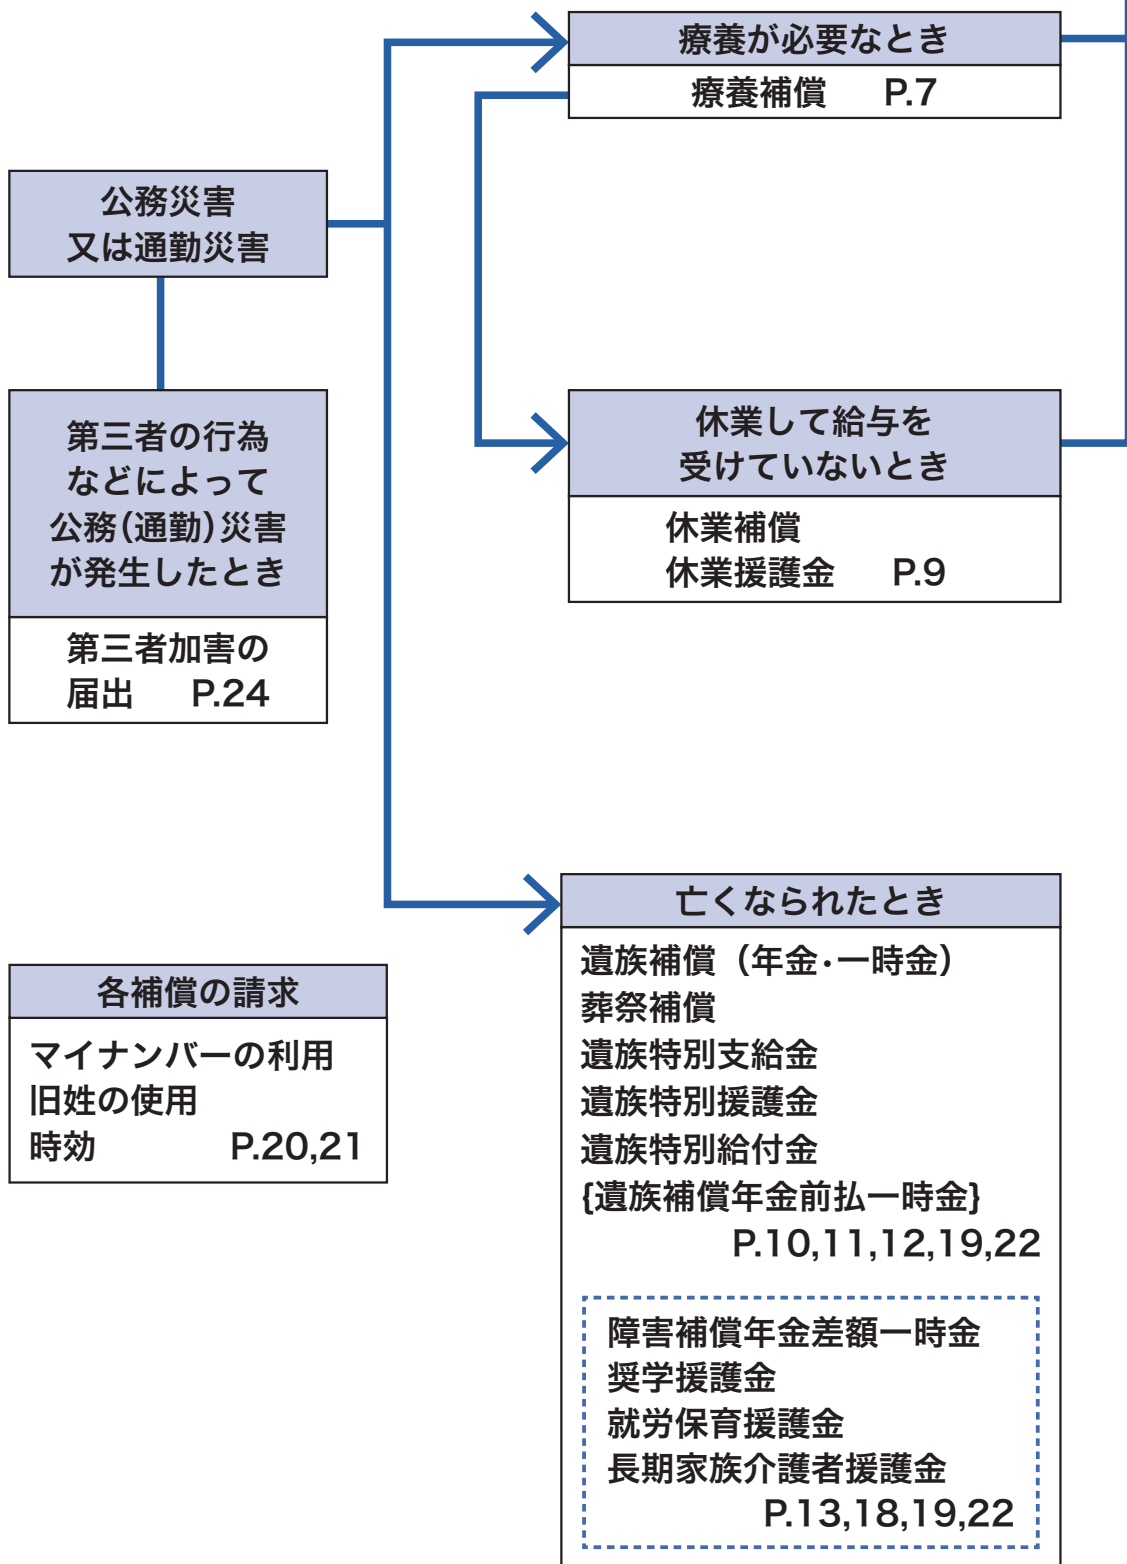 療養が必要なとき
療養補償 P.7
公務災害
又は通勤災害
第三者の行為
などによって
公務(通勤)災害
が発生したとき
第三者加害の
届出 P.24
休業して給与を
受けていないとき
休業補償
休業援護金 P.9
亡くなられたとき
遺族補償（年金・一時金）
葬祭補償
遺族特別支給金
遺族特別援護金
遺族特別給付金
{遺族補償年金前払一時金}
P.10,11,12,19,22
障害補償年金差額一時金
奨学援護金
就労保育援護金
長期家族介護者援護金
P.13,18,19,22
各補償の請求
マイナンバーの利用
旧姓の使用
時効 P.20,21